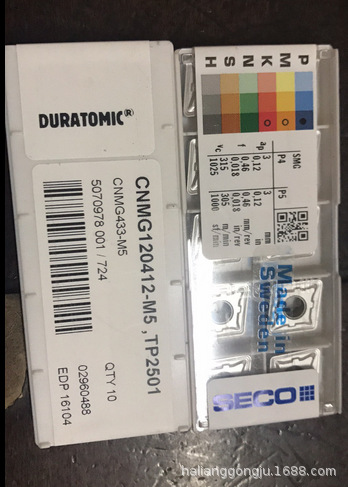 DURATOMIC®
CNMG120412-M5 , TP2501
CNMG433-M5
5070978 001 / 724
QTY 10
02960488
EDP 16104
P M K N S H
SMG P4 P5
ap 3 3 mm
0,12 0,12 in
f 0,46 0,46 mm/rev
0,018 0,018 in/rev
vc 315 305 m/min
1025 1000 sf/min
Made in
Sweden
SECO
hailianggongju.1688.com